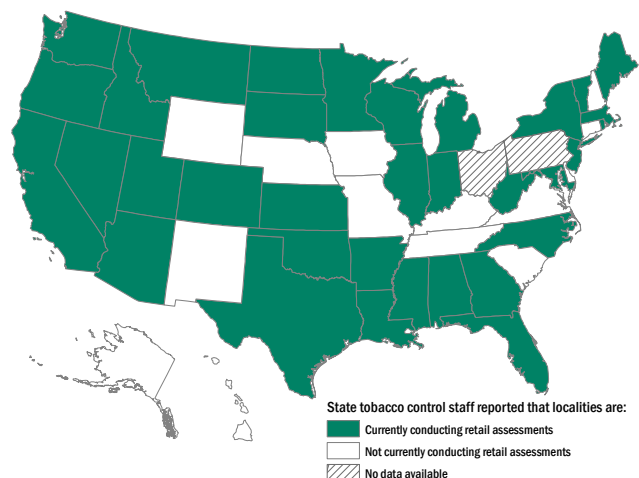 State tobacco control staff reported that localities are:
Currently conducting retail assessments
Not currently conducting retail assessments
No data available